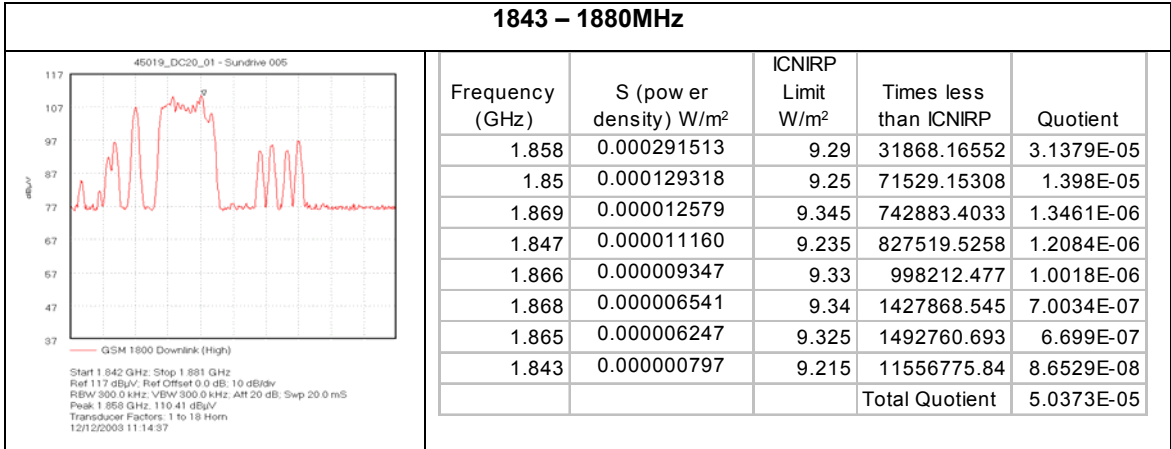 1843 – 1880MHz
45019_DC20_01 - Sundrive 005
117
107
97
87
77
67
57
47
37
dBµV
GSM 1800 Downlink (High)
Start 1.842 GHz; Stop 1.881 GHz
Ref 117 dBµV; Ref Offset 0.0 dB; 10 dB/div
RBW 300.0 kHz; VBW 300.0 kHz; Att 20 dB; Swp 20.0 mS
Peak 1.858 GHz, 110.41 dBµV
Transducer Factors: 1 to 18 Horn
12/12/2003 11:14:37
Frequency (GHz) S (pow er density) W/m² ICNIRP Limit W/m² Times less than ICNIRP Quotient
1.858 0.000291513 9.29 31868.16552 3.1379E-05
1.85 0.000129318 9.25 71529.15308 1.398E-05
1.869 0.000012579 9.345 742883.4033 1.3461E-06
1.847 0.000011160 9.235 827519.5258 1.2084E-06
1.866 0.000009347 9.33 998212.477 1.0018E-06
1.868 0.000006541 9.34 1427868.545 7.0034E-07
1.865 0.000006247 9.325 1492760.693 6.699E-07
1.843 0.000000797 9.215 11556775.84 8.6529E-08
Total Quotient 5.0373E-05